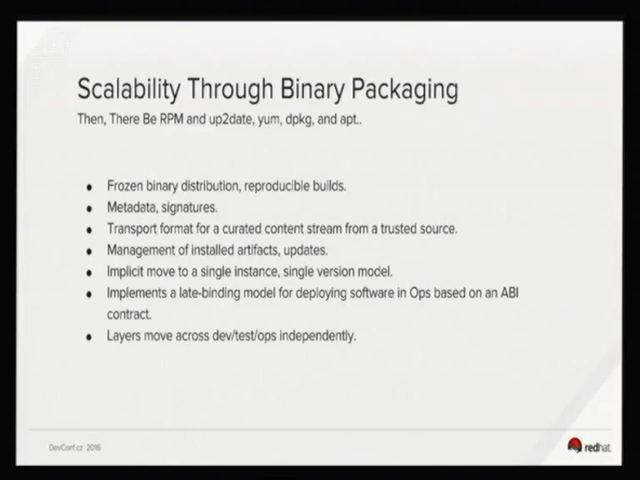 Scalability Through Binary Packaging
Then, There Be RPM and up2date, yum, dpkg, and apt..
● Frozen binary distribution, reproducible builds.
● Metadata, signatures.
● Transport format for a curated content stream from a trusted source.
● Management of installed artifacts, updates.
● Implicit move to a single instance, single version model.
● Implements a late-binding model for deploying software in Ops based on an ABI
contract.
● Layers move across dev/test/ops independently.
DevConf.cz 2016
redhat.